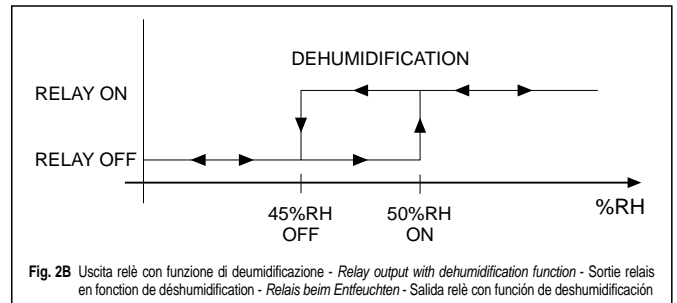 DEHUMIDIFICATION
RELAY ON
RELAY OFF
45%RH
OFF
50%RH
ON
%RH
Fig. 2B Uscita relè con funzione di deumidificazione - Relay output with dehumidification function - Sortie relais
en fonction de déshumidification - Relais beim Entfeuchten - Salida relè con función de deshumidificación